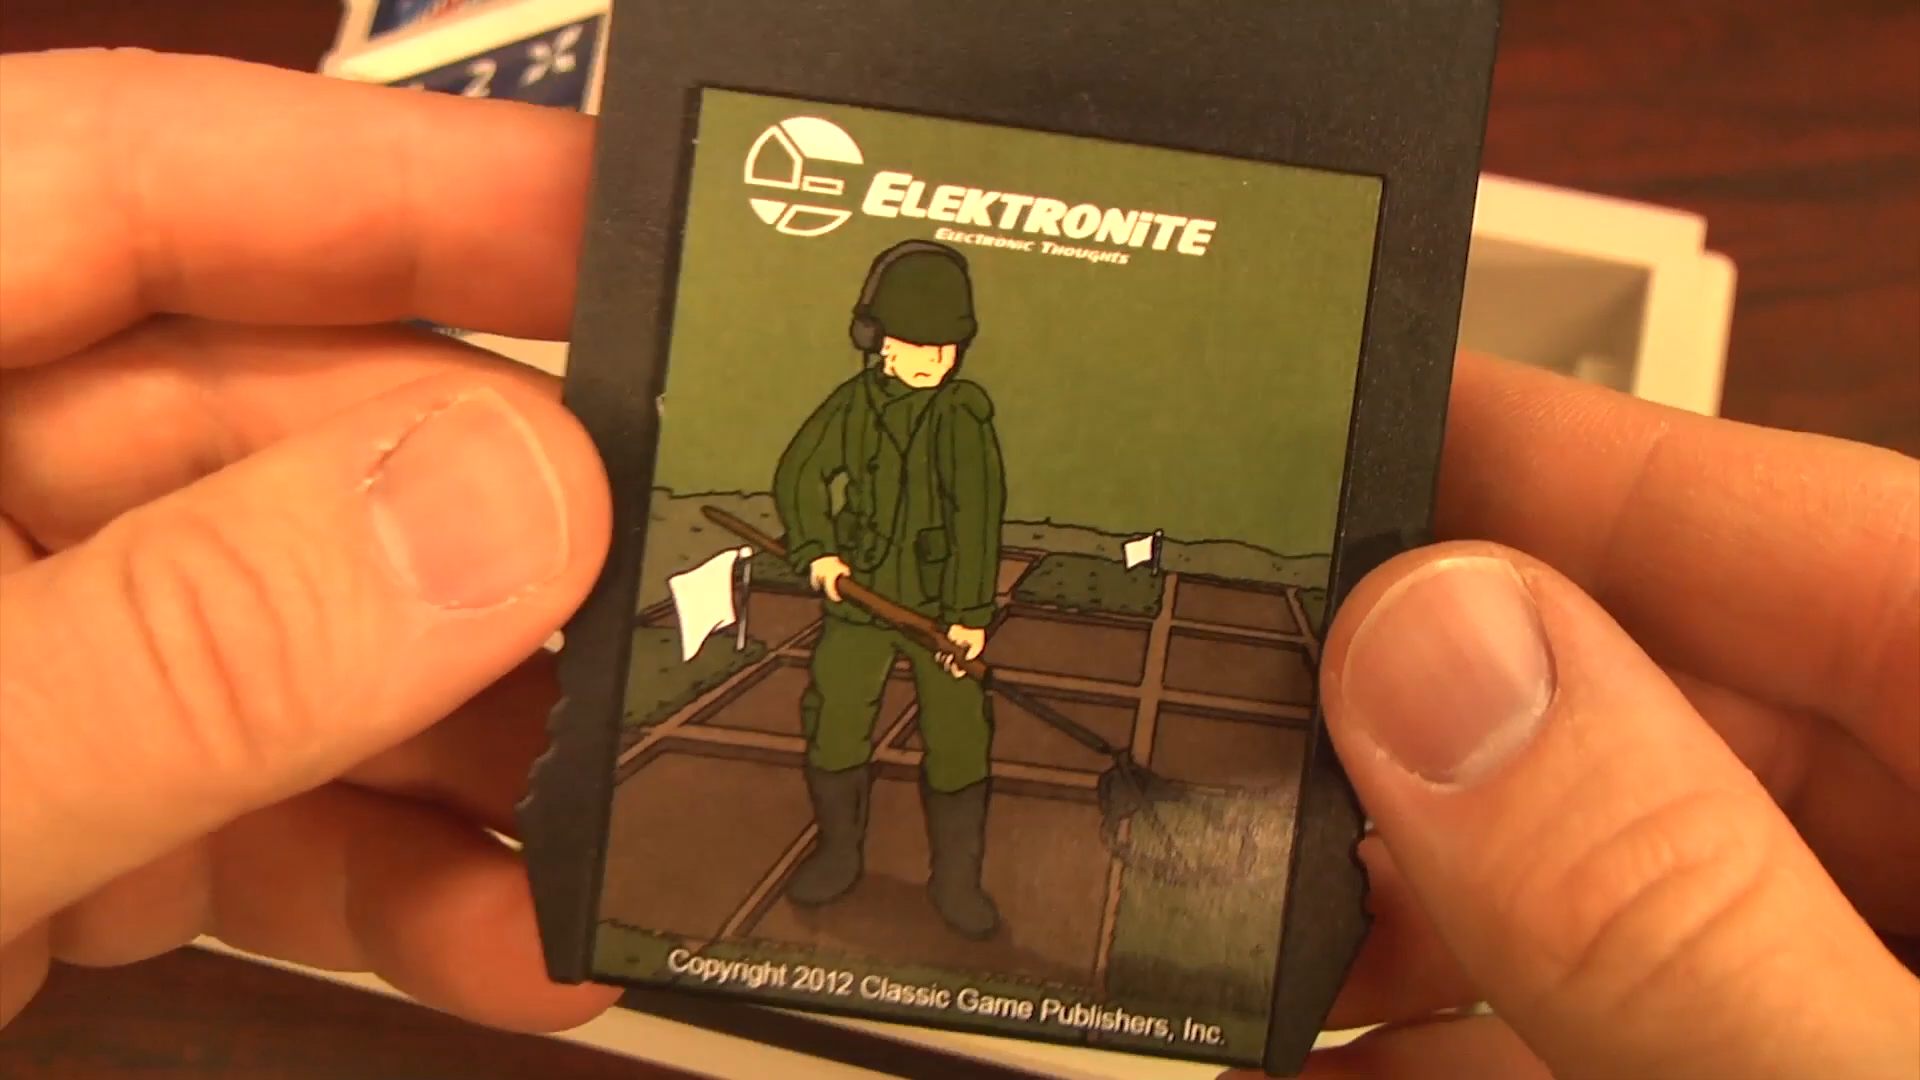 ELEKTRONiTE
ELECTRONIC THOUGHTS
Copyright 2012 Classic Game Publishers, Inc.